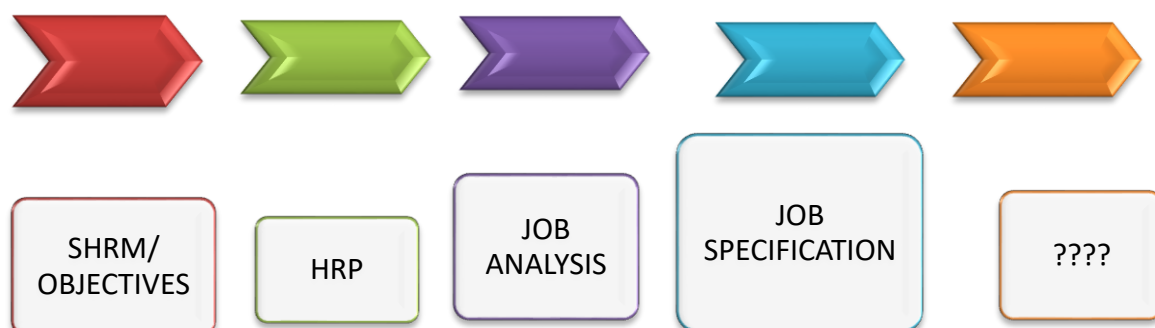 SHRM/
OBJECTIVES
HRP
JOB
ANALYSIS
JOB
SPECIFICATION
????